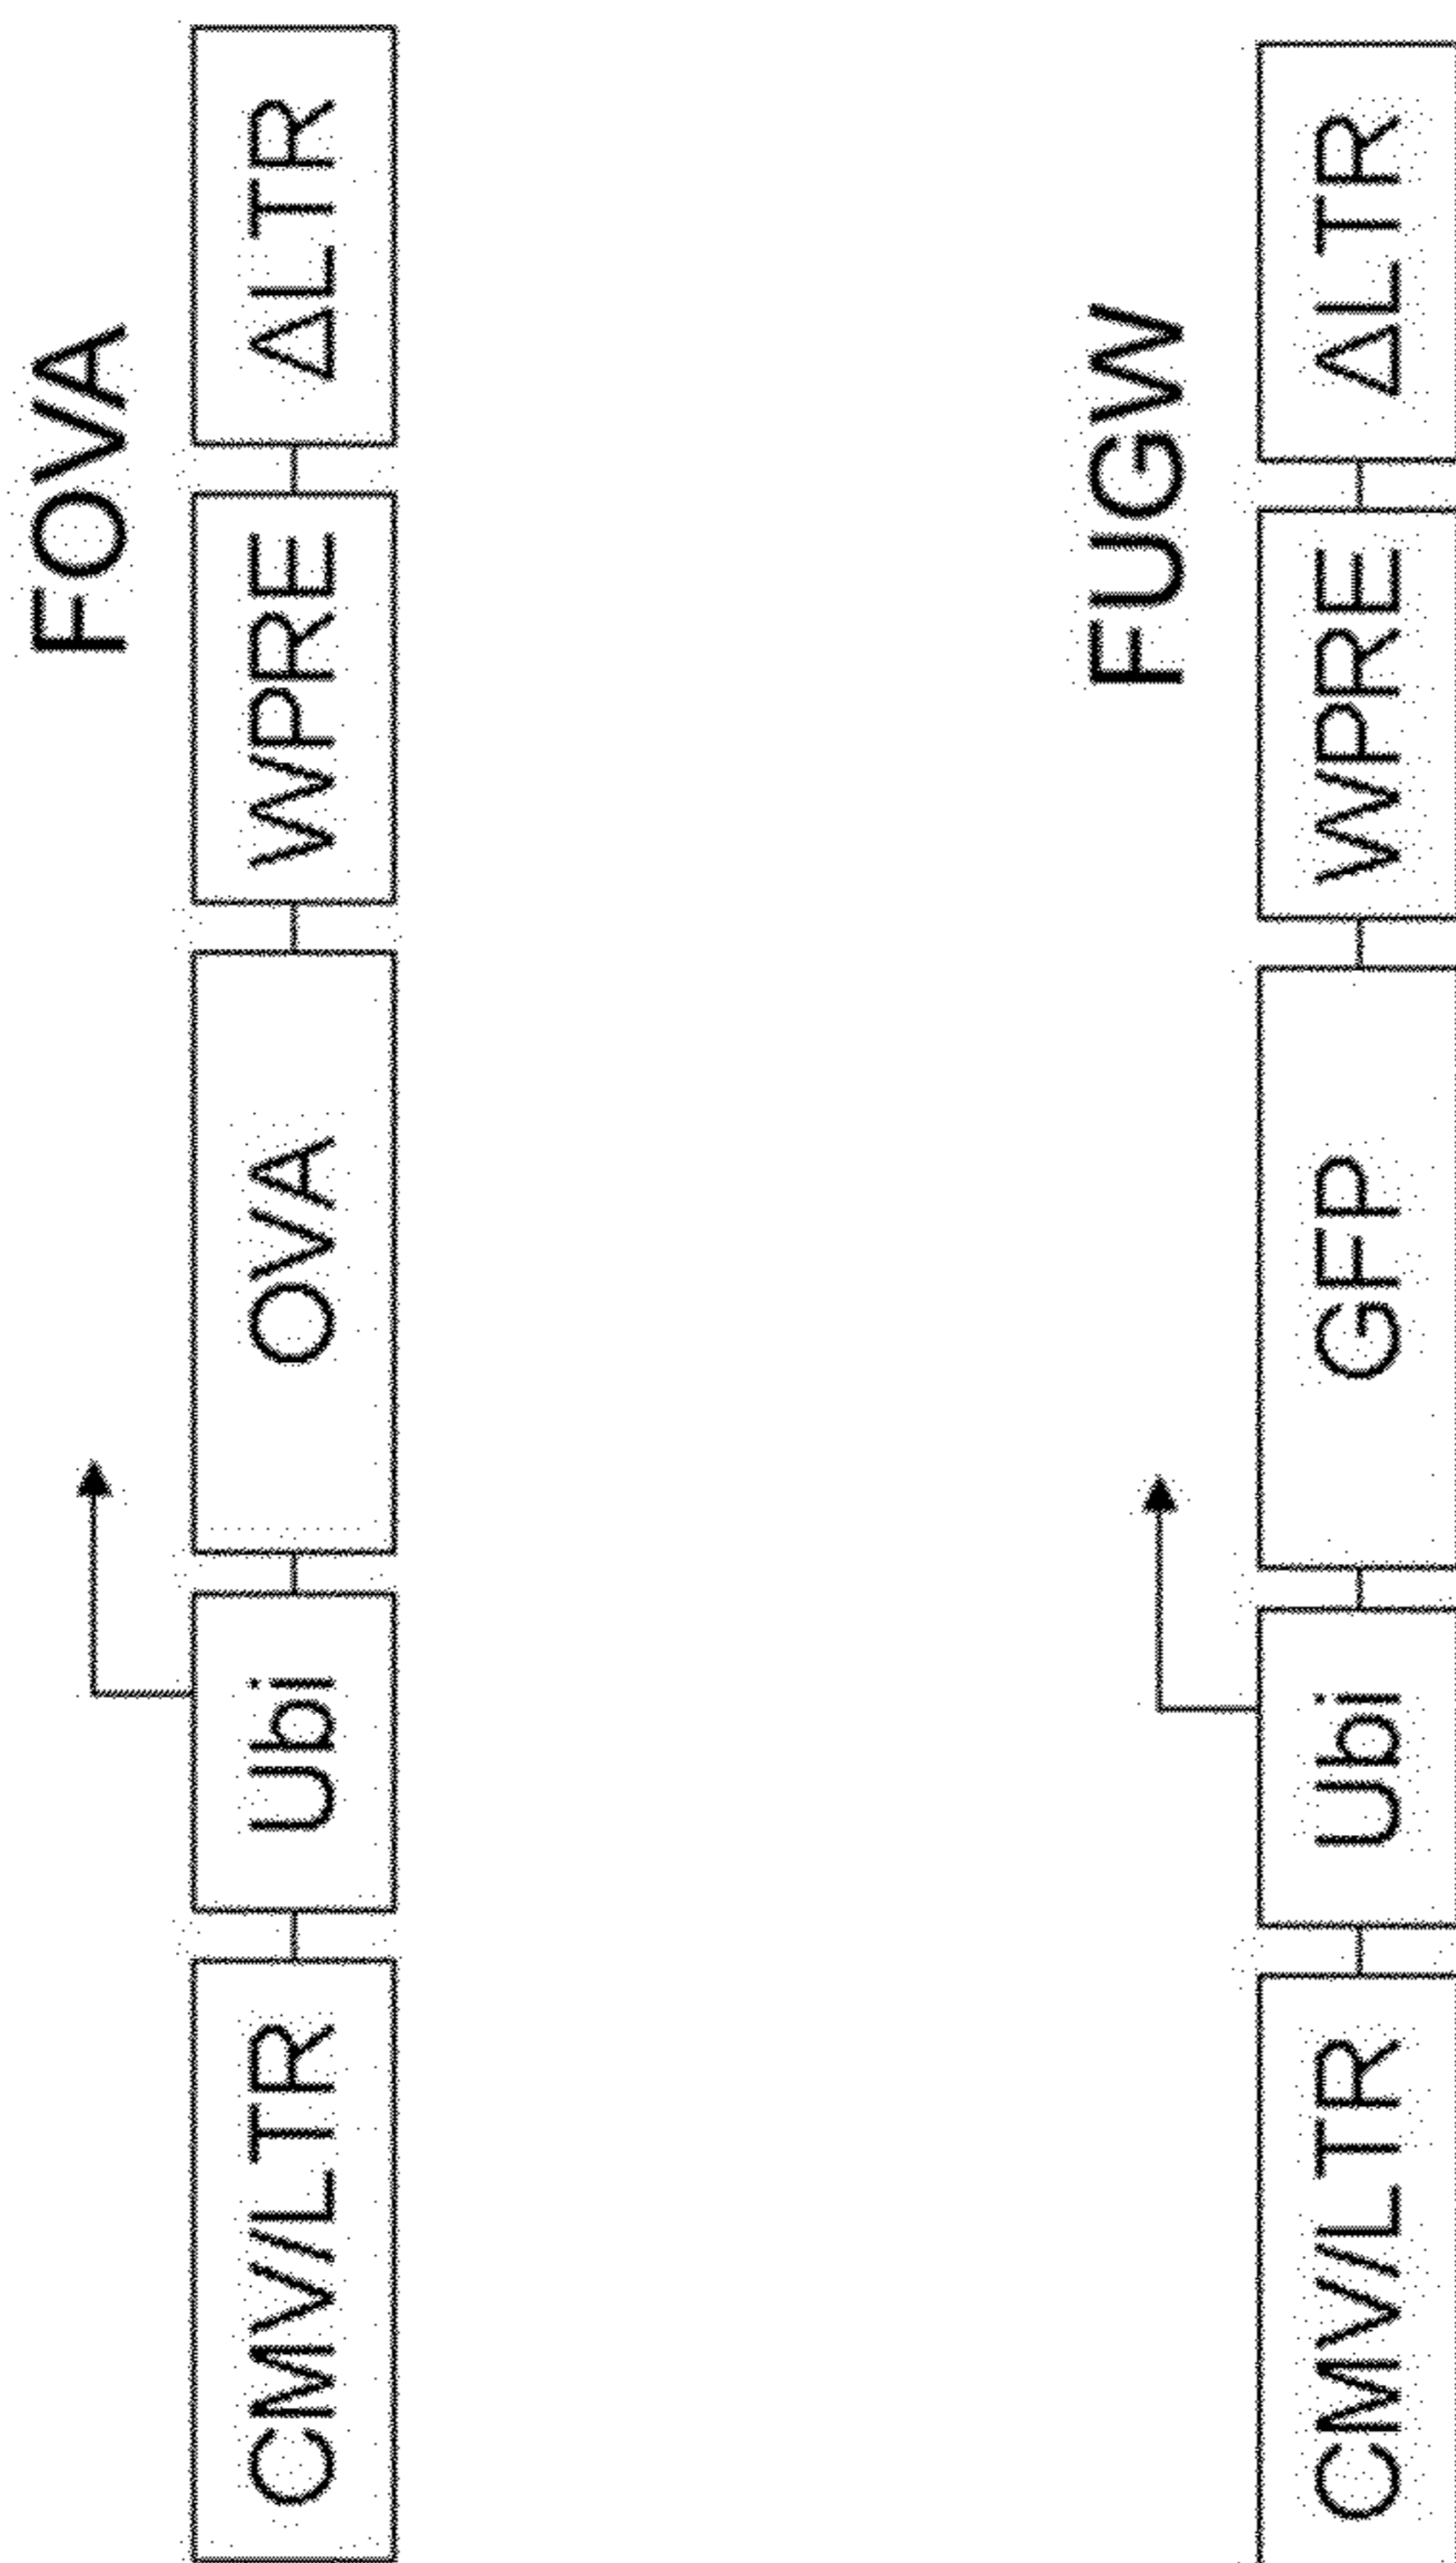 FOVA
CMV/LTR
Ubi
OVA
WPRE
ΔLTR
FUGW
CMV/LTR
Ubi
GFP
WPRE
ΔLTR